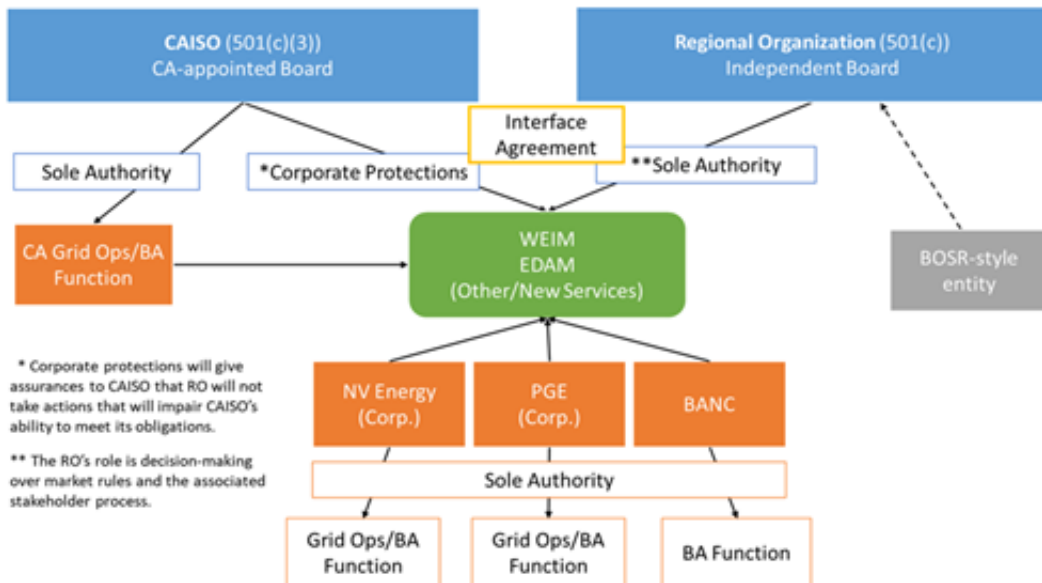 CAISO (501(c)(3))
CA-appointed Board
Regional Organization (501(c))
Independent Board
Interface
Agreement
Sole Authority
*Corporate Protections
**Sole Authority
CA Grid Ops/BA
Function
WEIM
EDAM
(Other/New Services)
BOSR-style
entity
* Corporate protections will give
assurances to CAISO that RO will not
take actions that will impair CAISO's
ability to meet its obligations.
** The RO's role is decision-making
over market rules and the associated
stakeholder process.
NV Energy
(Corp.)
PGE
(Corp.)
BANC
Sole Authority
Grid Ops/BA
Function
Grid Ops/BA
Function
BA Function